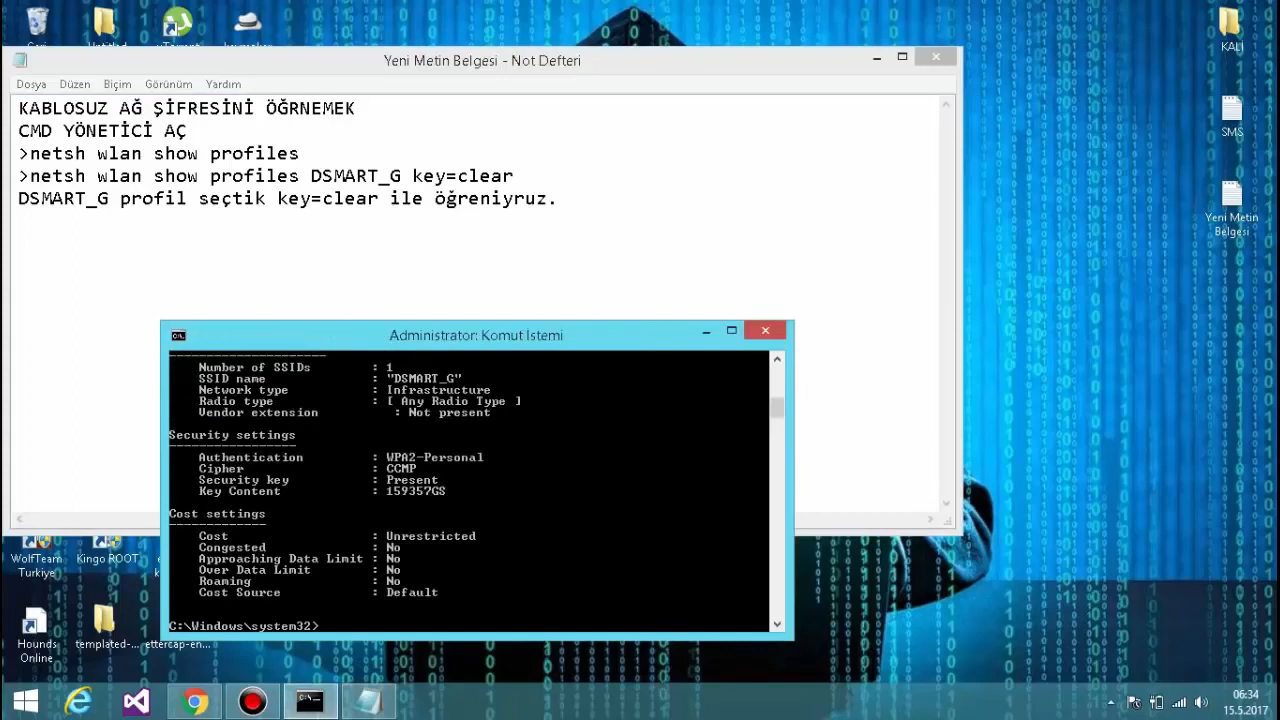 KALİ
Yeni Metin Belgesi - Not Defteri
Dosya Düzen Biçim Görünüm Yardım
KABLOSUZ AĞ ŞİFRESİNİ ÖĞRNEMEK
CMD YÖNETİCİ AÇ
>netsh wlan show profiles
>netsh wlan show profiles DSMART_G key=clear
DSMART_G profil seçtik key=clear ile öğreniyruz.
SMS
Yeni Metin
Belgesi
Administrator: Komut İstemi
Number of SSIDs : 1
SSID name : "DSMART_G"
Network type : Infrastructure
Radio type : [ Any Radio Type ]
Vendor extension : Not present
Security settings
Authentication : WPA2-Personal
Cipher : CCMP
Security key : Present
Key Content : 159357GS
Cost settings
Cost : Unrestricted
Congested : No
Approaching Data Limit : No
Over Data Limit : No
Roaming : No
Cost Source : Default
C:\Windows\system32>
WolfTeam
Turkiye
Kingo ROOT
Hounds
Online
templated-...
ettercap-en...
06:34
15.5.2017